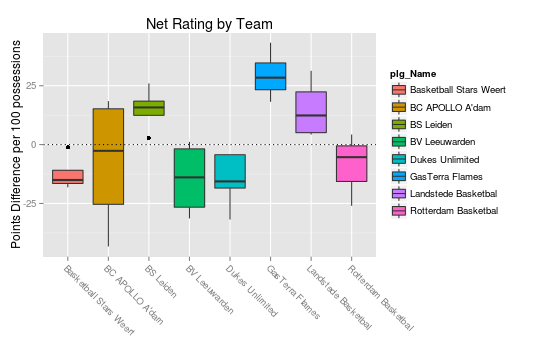 Net Rating by Team
Points Difference per 100 possessions
25
0
-25
Basketball Stars Weert
BC APOLLO A'dam
BS Leiden
BV Leeuwarden
Dukes Unlimited
GasTerra Flames
Landstede Basketbal
Rotterdam Basketbal
plg_Name
Basketball Stars Weert
BC APOLLO A'dam
BS Leiden
BV Leeuwarden
Dukes Unlimited
GasTerra Flames
Landstede Basketbal
Rotterdam Basketbal